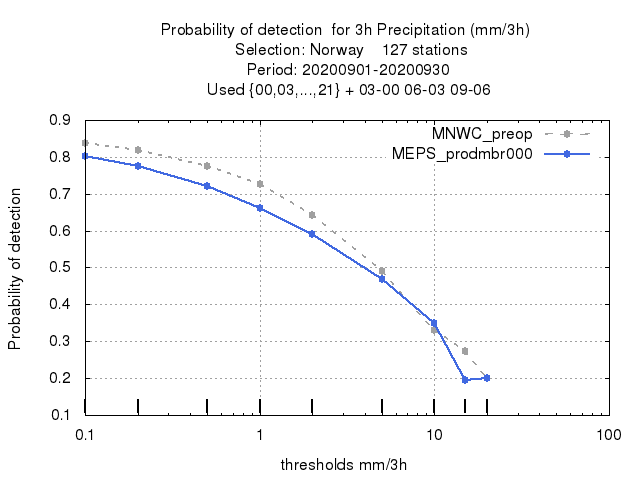 Probability of detection  for 3h Precipitation (mm/3h)
Selection: Norway    127 stations
Period: 20200901-20200930
Used {00,03,...,21} + 03-00 06-03 09-06
MNWC_preop
MEPS_prodmbr000
Probability of detection
0.9
0.8
0.7
0.6
0.5
0.4
0.3
0.2
0.1
0.1 1 10 100
thresholds mm/3h